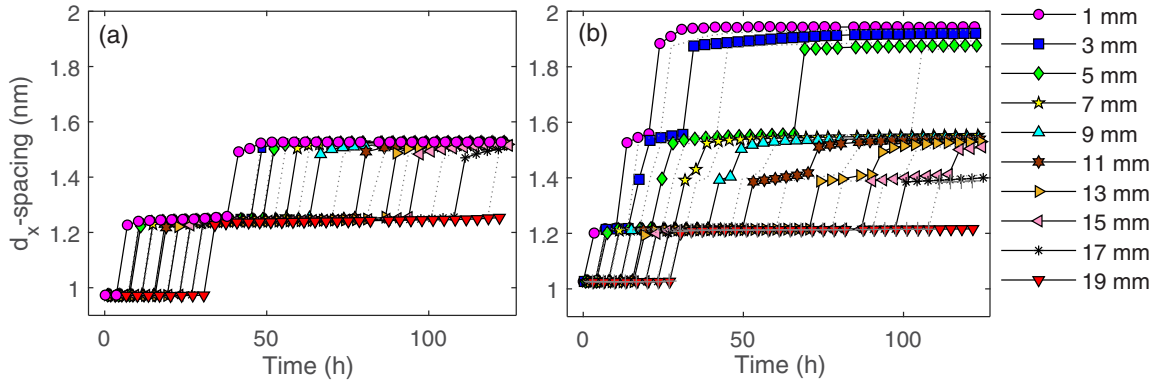 (a)
(b)
d_x-spacing (nm)
2
1.8
1.6
1.4
1.2
1
0
50
100
Time (h)
2
1.8
1.6
1.4
1.2
1
0
50
100
Time (h)
1 mm
3 mm
5 mm
7 mm
9 mm
11 mm
13 mm
15 mm
17 mm
19 mm